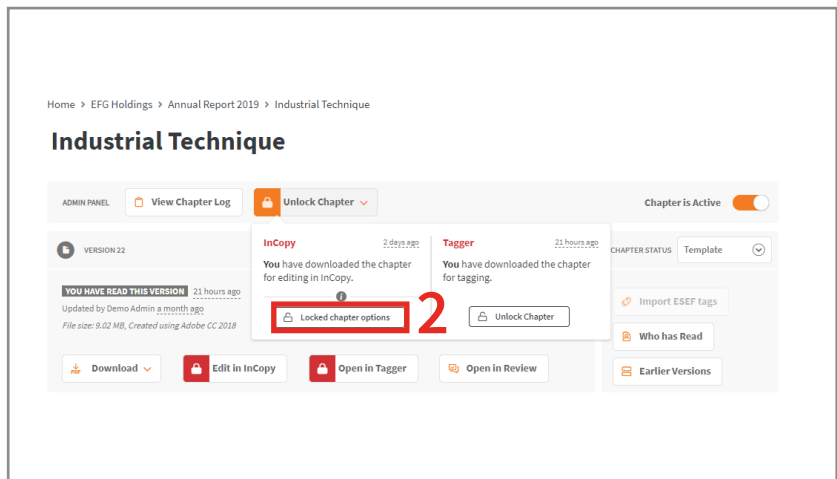 Home > EFG Holdings > Annual Report 2019 > Industrial Technique
Industrial Technique
ADMIN PANEL View Chapter Log Unlock Chapter Chapter is Active
VERSION 22
InCopy 2 days ago
You have downloaded the chapter
for editing in InCopy.
Locked chapter options
2
Tagger 21 hours ago
You have downloaded the chapter
for tagging.
Unlock Chapter
CHAPTER STATUS Template
YOU HAVE READ THIS VERSION 21 hours ago
Updated by Demo Admin a month ago
File size: 9.02 MB, Created using Adobe CC 2018
PDF Download Edit in InCopy Open in Tagger Open in Review
Import ESEF tags
Who has Read
Earlier Versions